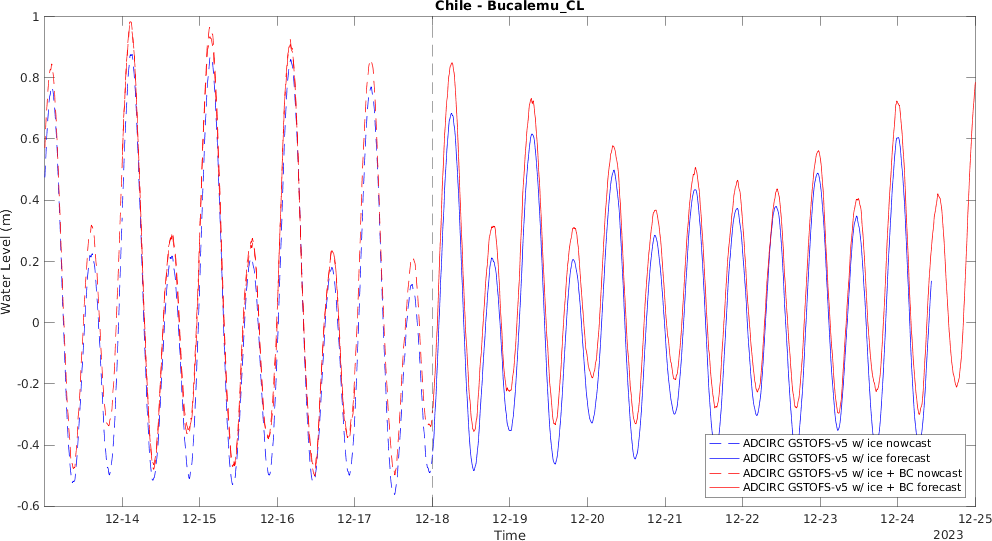 Chile - Bucalemu_CL
Water Level (m)
1
0.8
0.6
0.4
0.2
0
-0.2
-0.4
-0.6
ADCIRC GSTOFS-v5 w/ ice nowcast
ADCIRC GSTOFS-v5 w/ ice forecast
ADCIRC GSTOFS-v5 w/ ice + BC nowcast
ADCIRC GSTOFS-v5 w/ ice + BC forecast
12-14 12-15 12-16 12-17 12-18 12-19 12-20 12-21 12-22 12-23 12-24 12-25
Time
2023